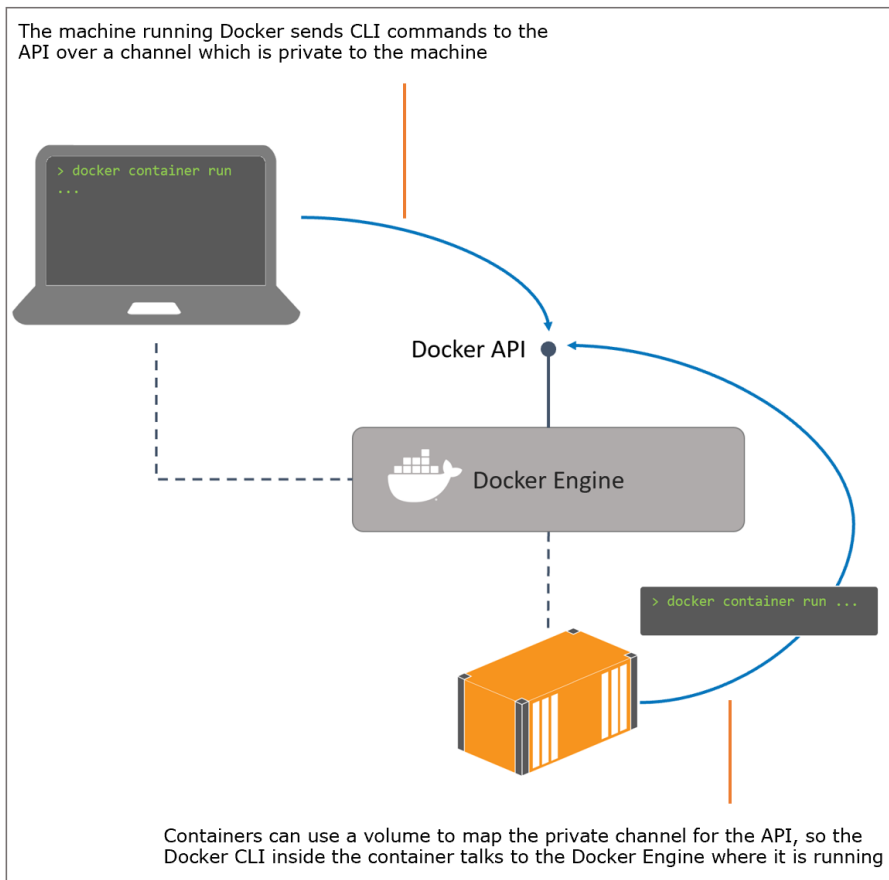 The machine running Docker sends CLI commands to the
API over a channel which is private to the machine
> docker container run
...
Docker API
Docker Engine
> docker container run ...
Containers can use a volume to map the private channel for the API, so the
Docker CLI inside the container talks to the Docker Engine where it is running